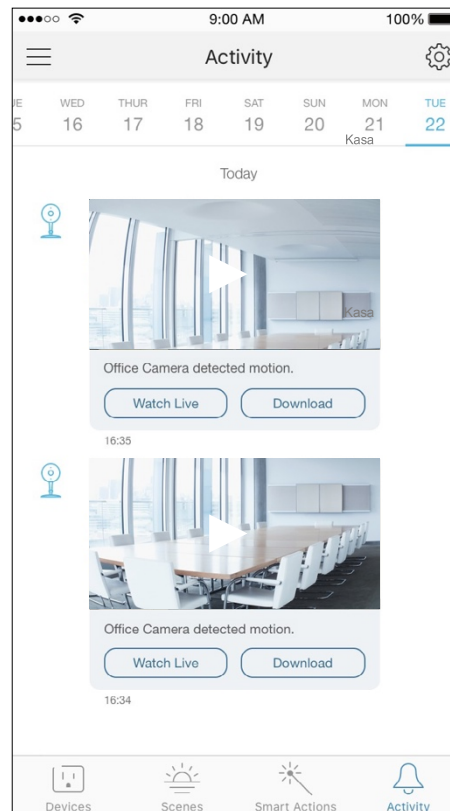 9:00 AM 100%
Activity
UE WED THUR FRI SAT SUN MON TUE
5 16 17 18 19 20 21 22
Kasa
Today
Kasa
Office Camera detected motion.
Watch Live Download
16:35
Office Camera detected motion.
Watch Live Download
16:34
Devices Scenes Smart Actions Activity